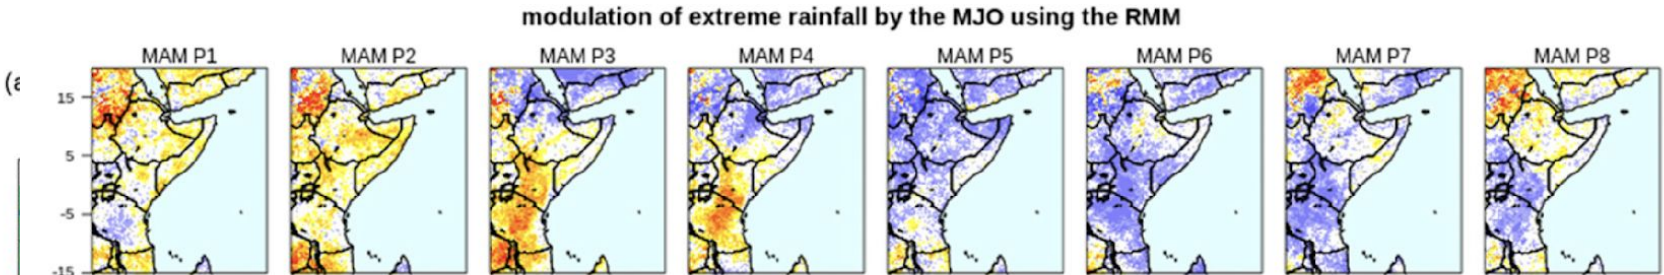 modulation of extreme rainfall by the MJO using the RMM
MAM P1 MAM P2 MAM P3 MAM P4 MAM P5 MAM P6 MAM P7 MAM P8
(a
15
5
-5
-15